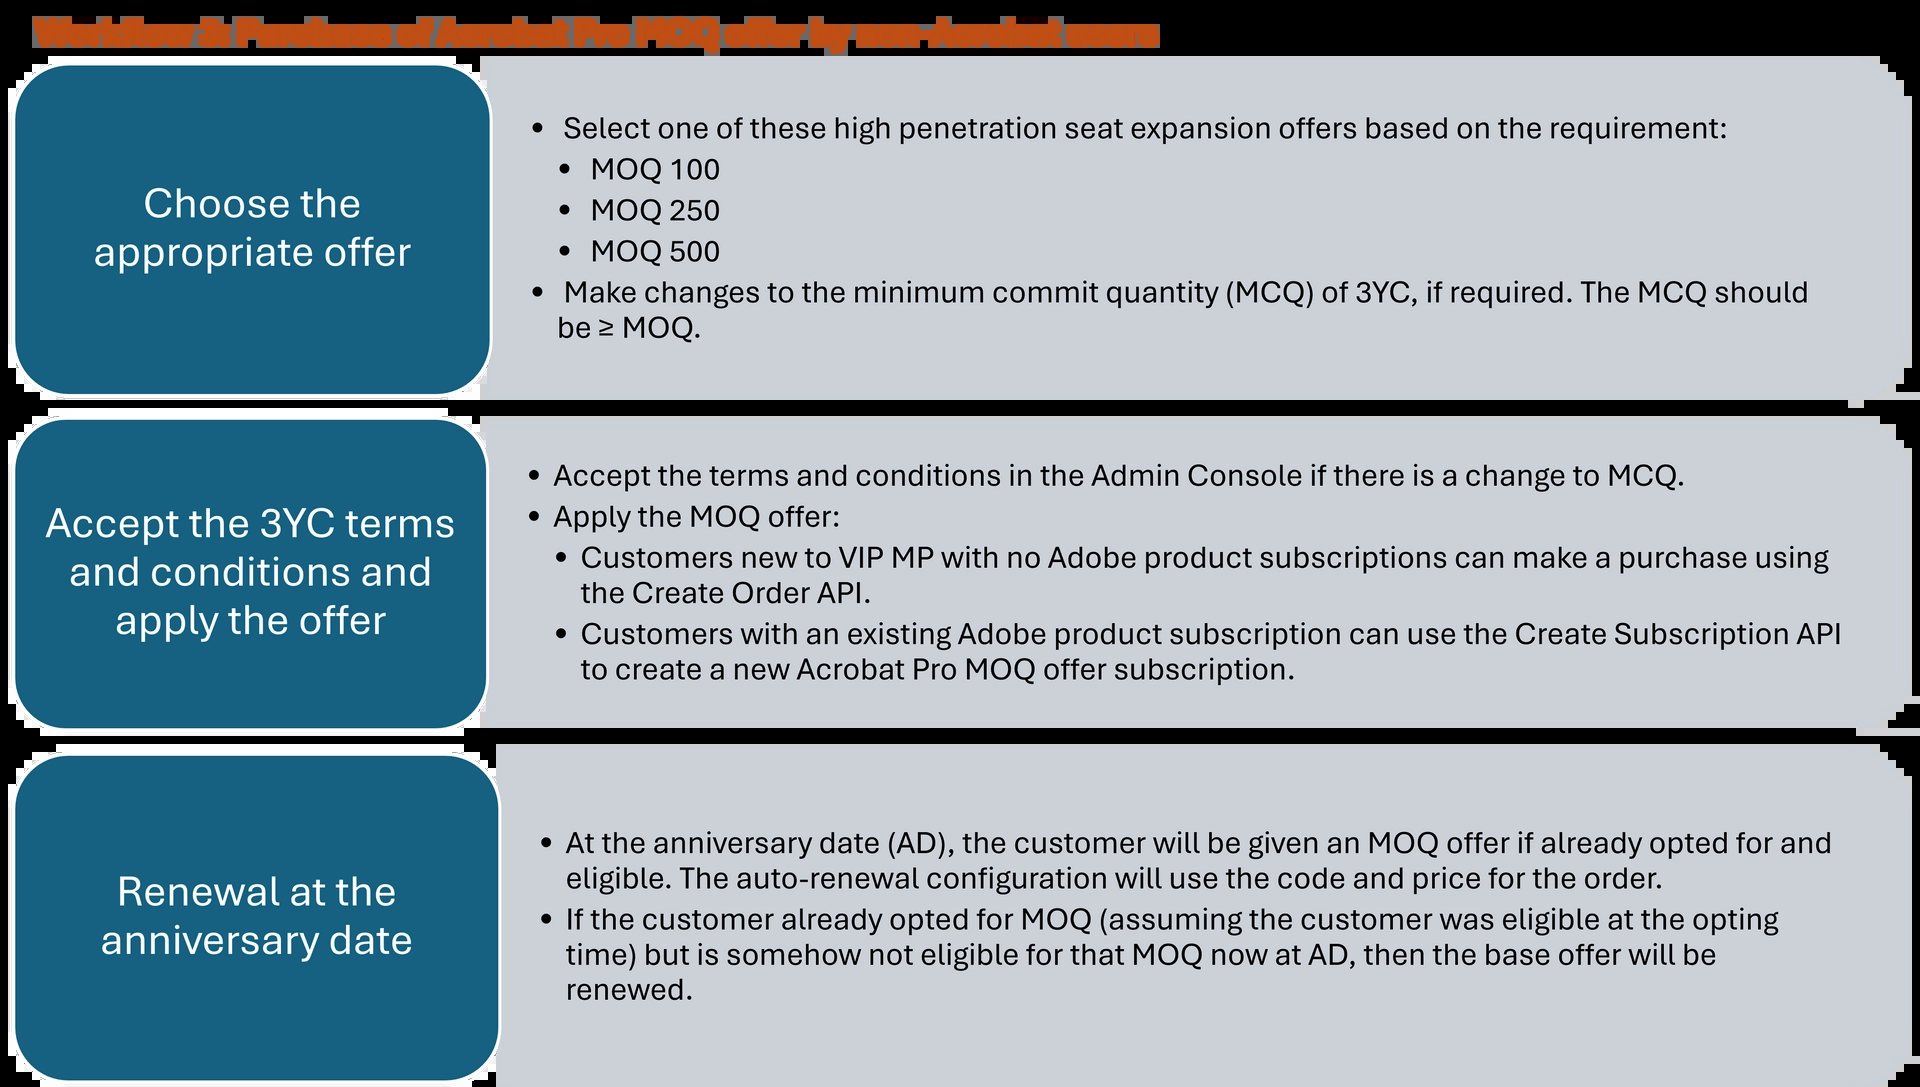 Workflow 2: Purchase of Acrobat Pro MOQ offer by non-Acrobat users
Choose the
appropriate offer
• Select one of these high penetration seat expansion offers based on the requirement:
• MOQ 100
• MOQ 250
• MOQ 500
• Make changes to the minimum commit quantity (MCQ) of 3YC, if required. The MCQ should
be ≥ MOQ.
Accept the 3YC terms
and conditions and
apply the offer
• Accept the terms and conditions in the Admin Console if there is a change to MCQ.
• Apply the MOQ offer:
• Customers new to VIP MP with no Adobe product subscriptions can make a purchase using
the Create Order API.
• Customers with an existing Adobe product subscription can use the Create Subscription API
to create a new Acrobat Pro MOQ offer subscription.
Renewal at the
anniversary date
• At the anniversary date (AD), the customer will be given an MOQ offer if already opted for and
eligible. The auto-renewal configuration will use the code and price for the order.
• If the customer already opted for MOQ (assuming the customer was eligible at the opting
time) but is somehow not eligible for that MOQ now at AD, then the base offer will be
renewed.